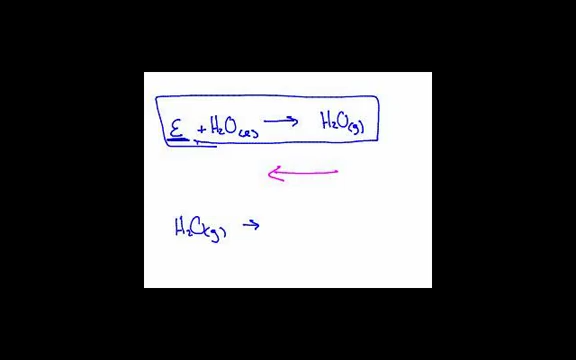 ε + H₂O(l) → H₂O(g)
←
H₂O(g) →